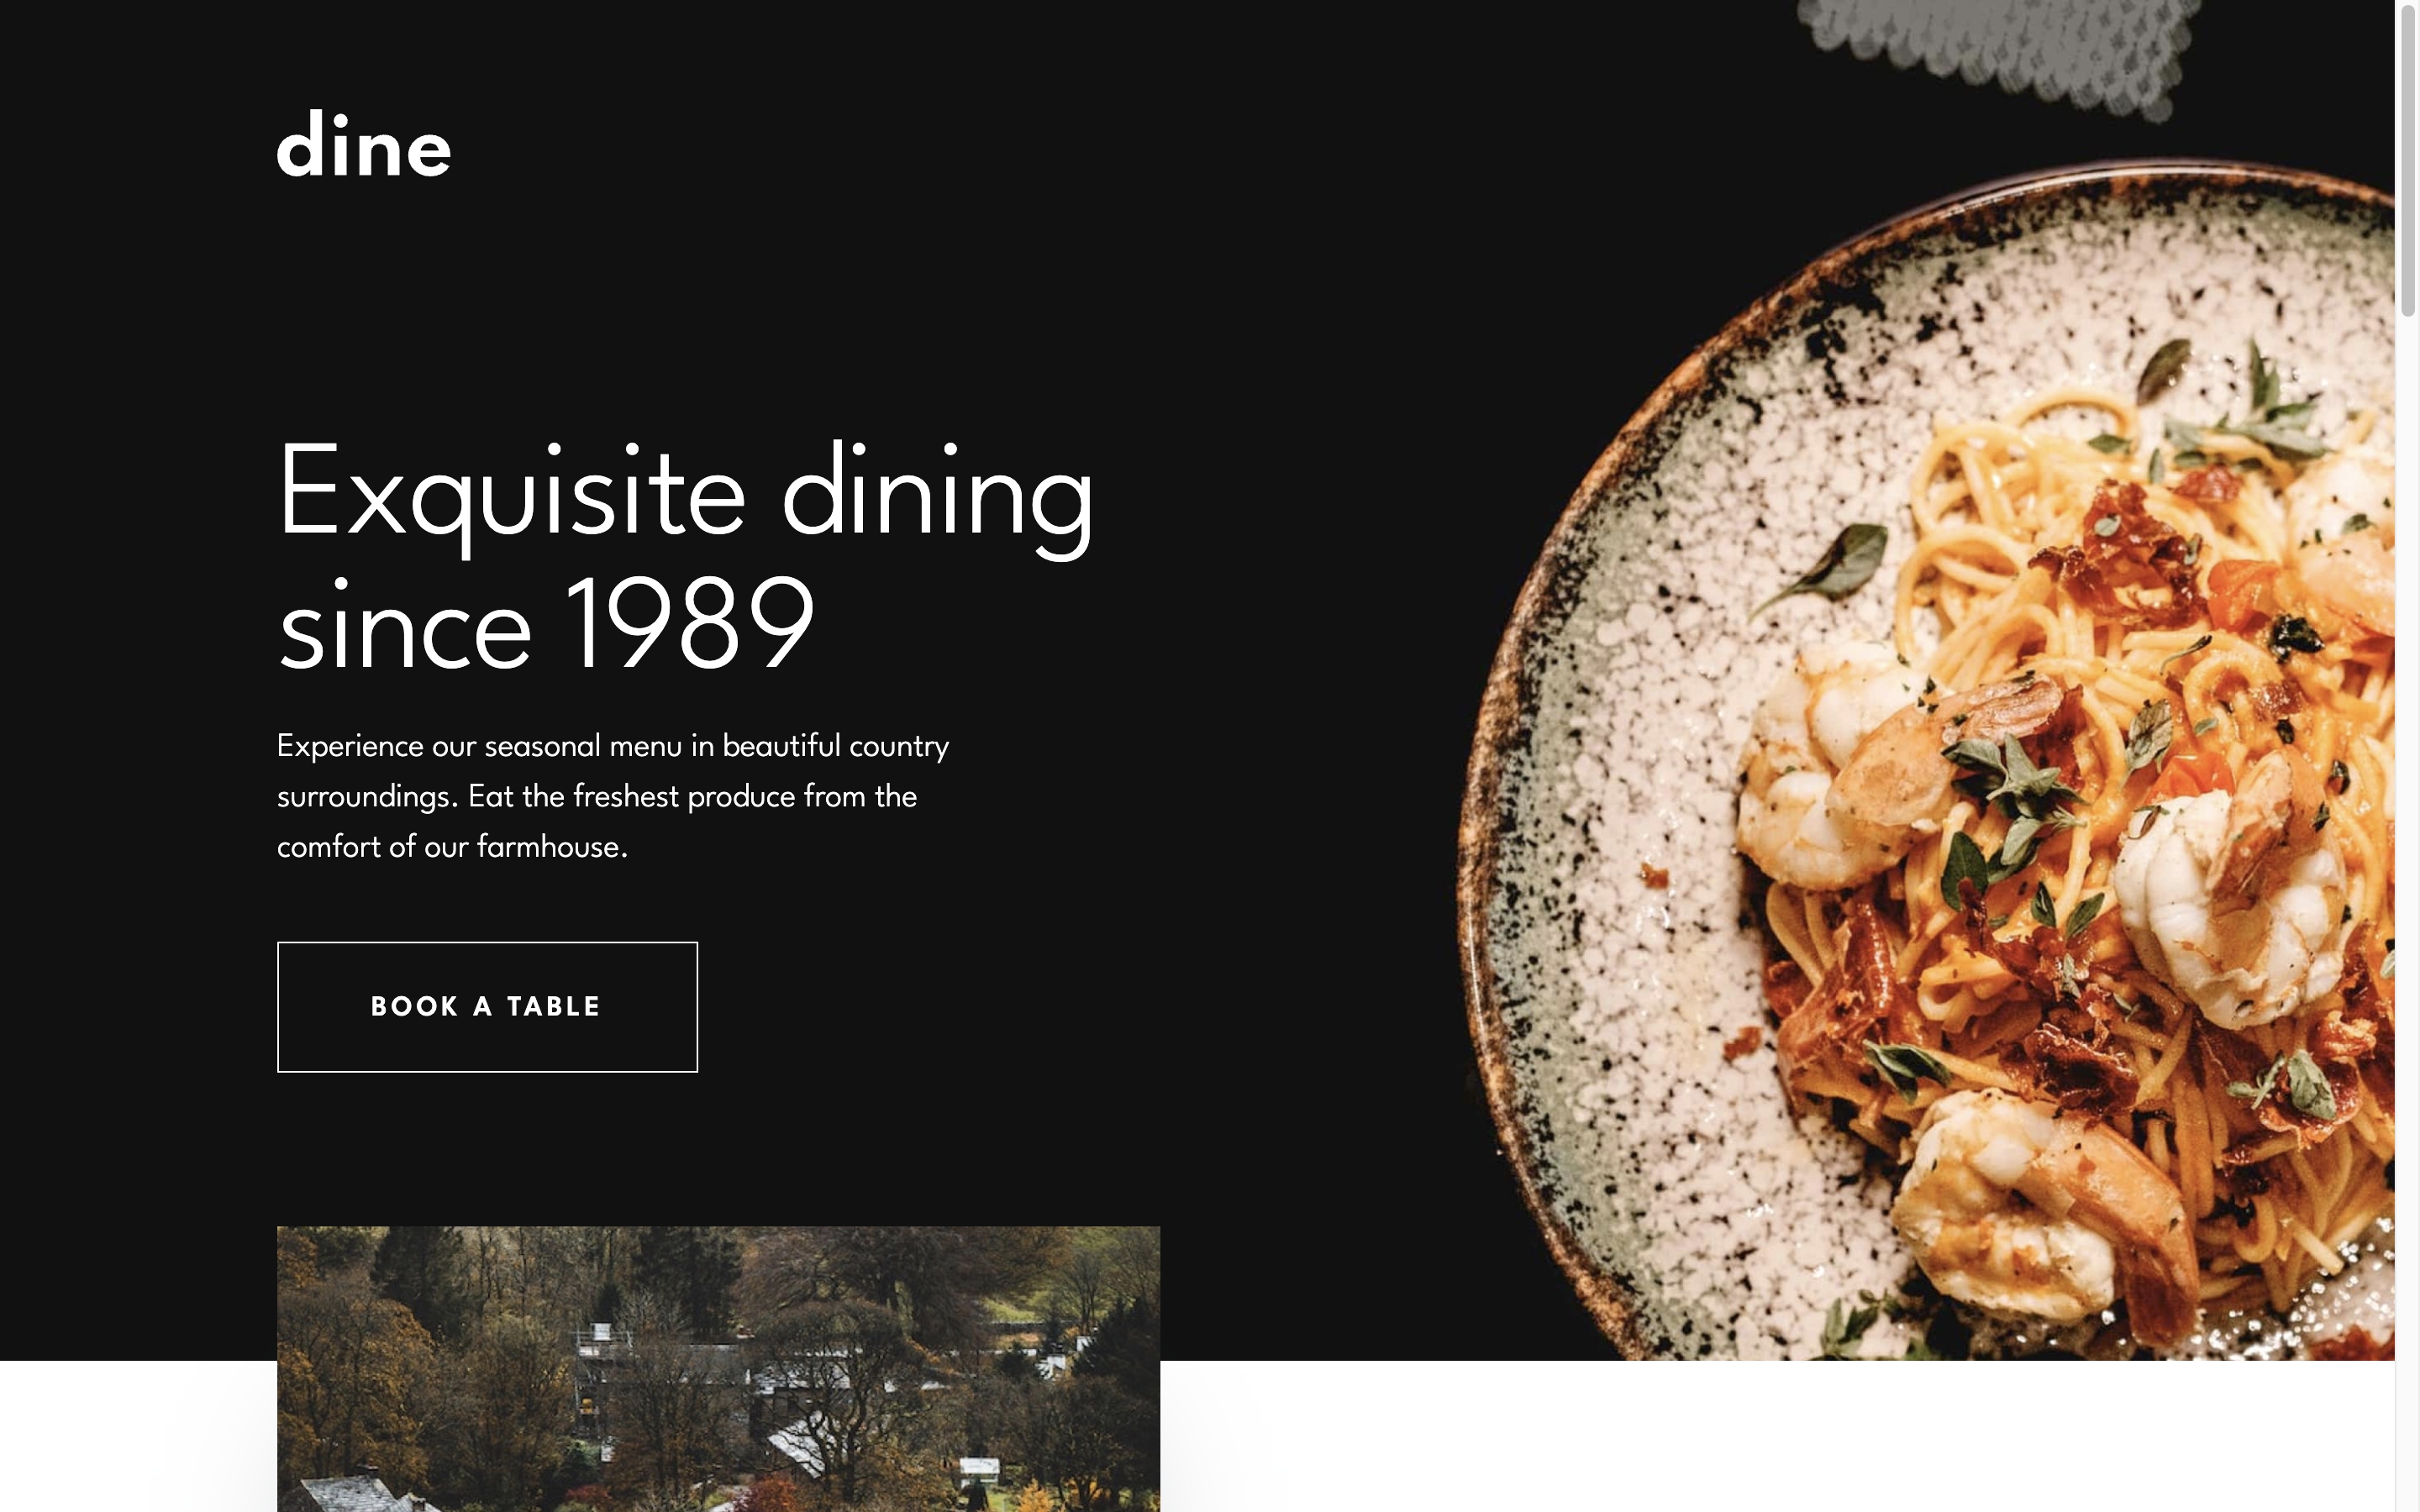 dine
Exquisite dining
since 1989
Experience our seasonal menu in beautiful country
surroundings. Eat the freshest produce from the
comfort of our farmhouse.
BOOK A TABLE